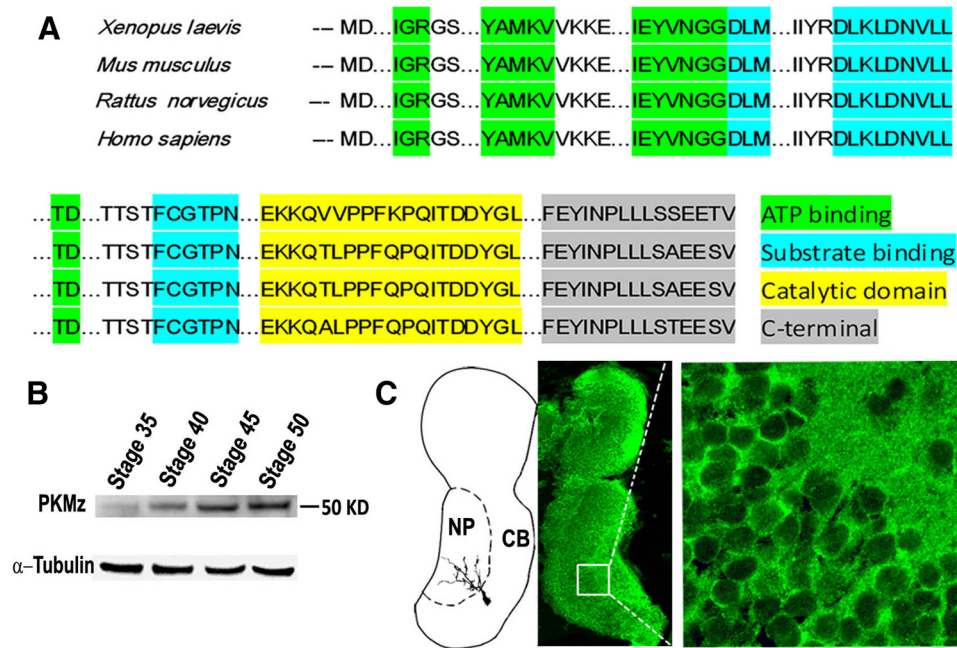 A
Xenopus laevis --- MD...IGRGS...YAMKVVKKE...IEYVNGGDLM...IIYRDLKLDNVLL
Mus musculus --- MD...IGRGS...YAMKVVKKE...IEYVNGGDLM...IIYRDLKLDNVLL
Rattus norvegicus --- MD...IGRGS...YAMKVVKKE...IEYVNGGDLM...IIYRDLKLDNVLL
Homo sapiens --- MD...IGRGS...YAMKVVKKE...IEYVNGGDLM...IIYRDLKLDNVLL
...TD...TTSTFCGTPN...EKKQVVPPFKPQITDDYGL...FEYINPLLLSSEETV ATP binding
...TD...TTSTFCGTPN...EKKQTLPPFQPQITDDYGL...FEYINPLLLSAEESV Substrate binding
...TD...TTSTFCGTPN...EKKQTLPPFQPQITDDYGL...FEYINPLLLSAEESV Catalytic domain
...TD...TTSTFCGTPN...EKKQALPPFQPQITDDYGL...FEYINPLLLSTEESV C-terminal
B
Stage 35 Stage 40 Stage 45 Stage 50
PKMz 50 KD
α–Tubulin
C
NP CB